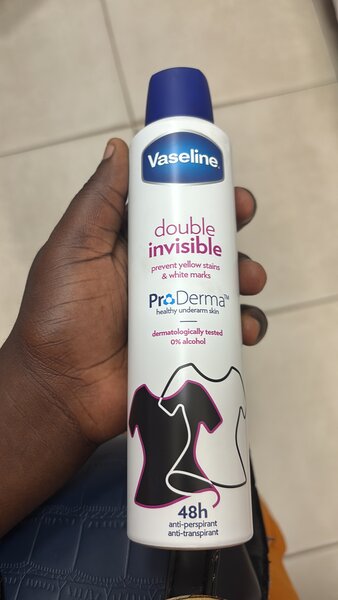 Vaseline.
double
invisible
prevent yellow stains
& white marks
ProDerma™
healthy underarm skin
dermatologically tested
0% alcohol
48h
anti-perspirant
anti-transpirant